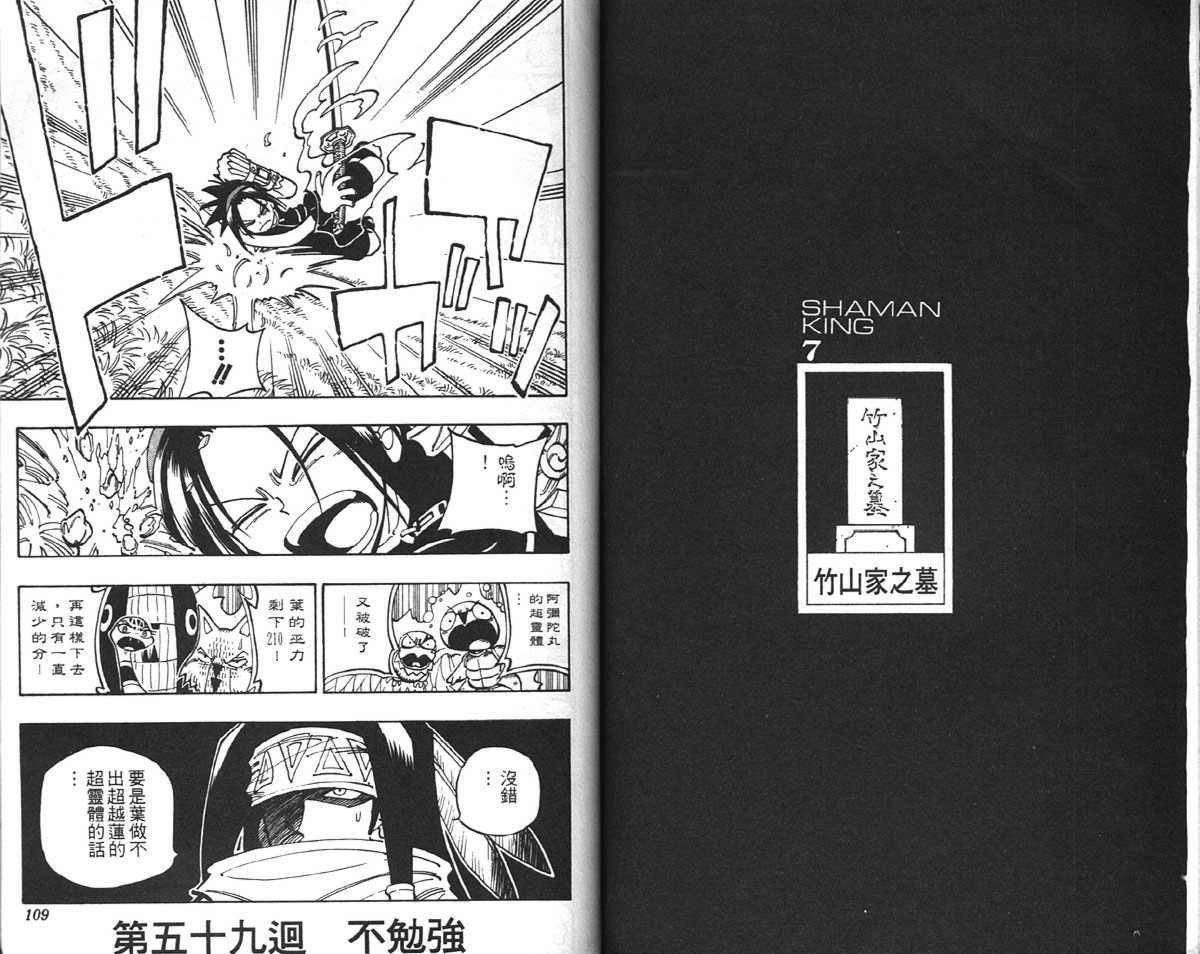 SHAMAN
KING
7
竹山家之墓
竹山家之墓
…!!
嗚啊…
!
阿彌陀丸
的超靈體
…
又被破了
——
葉的巫力
剩下210!
再這樣下去
，只有一直
減少的分—
沒錯
…
要是葉做不
出超越蓮的
超靈體的話
…
109
第五十九迴 不勉強